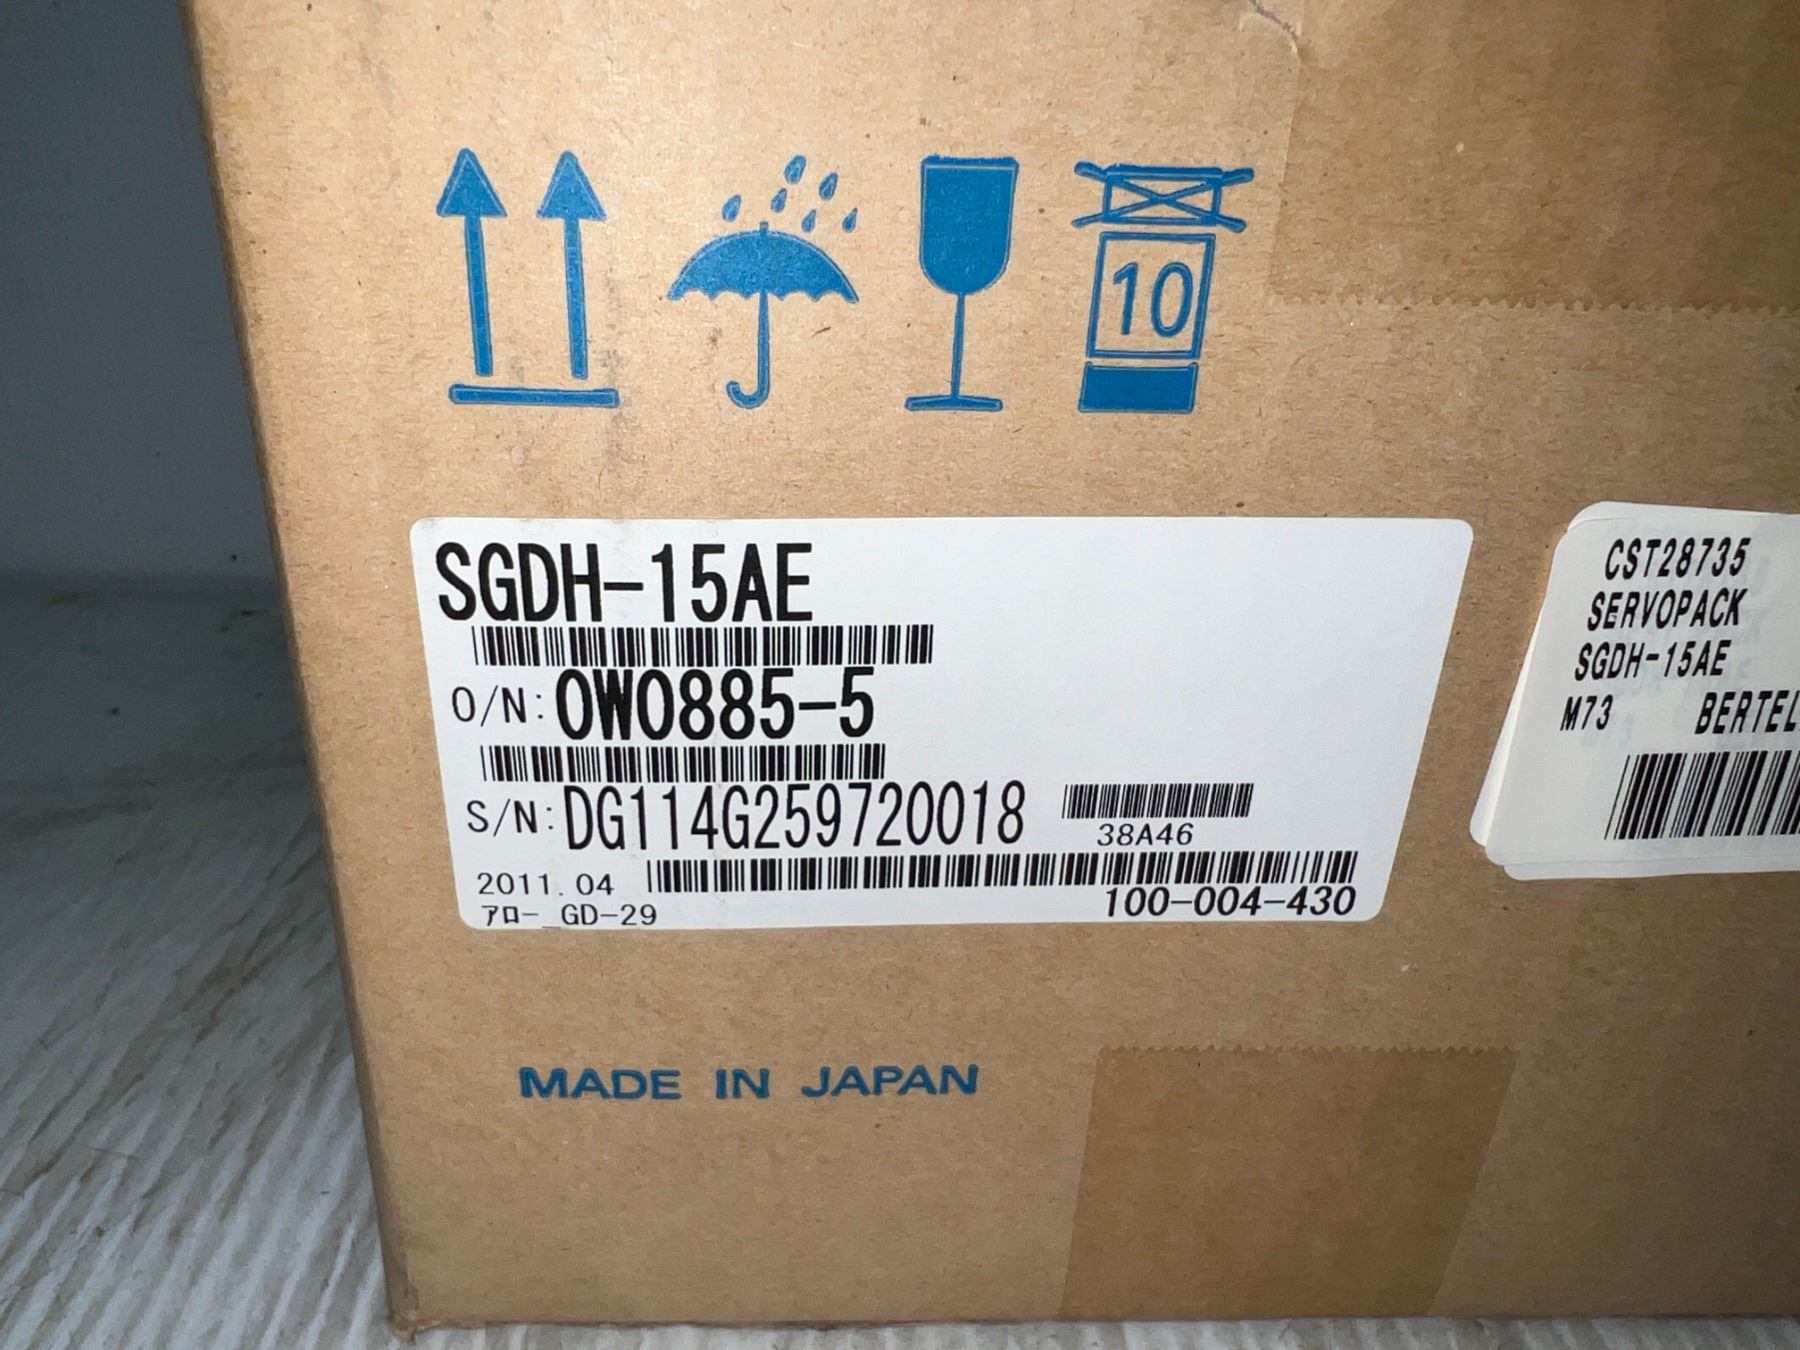 10
SGDH-15AE
O/N: 0W0885-5
S/N: DG114G259720018
38A46
2011.04
アロー_GD-29
100-004-430
CST28735
SERVOPACK
SGDH-15AE
M73 BERTEL
MADE IN JAPAN